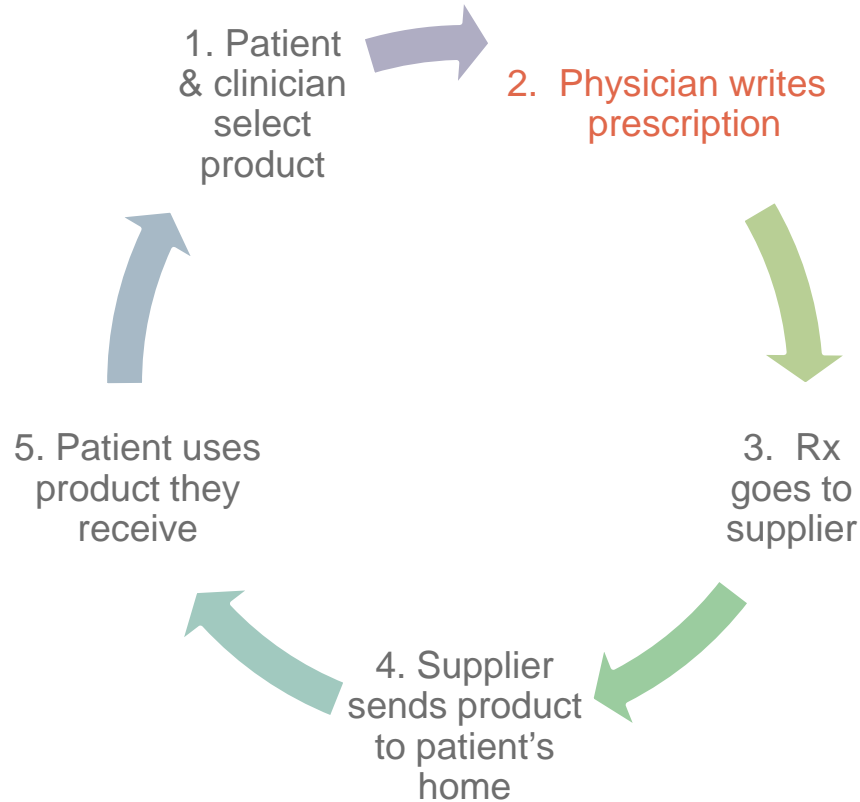 1. Patient
& clinician
select
product
2. Physician writes
prescription
3. Rx
goes to
supplier
4. Supplier
sends product
to patient's
home
5. Patient uses
product they
receive